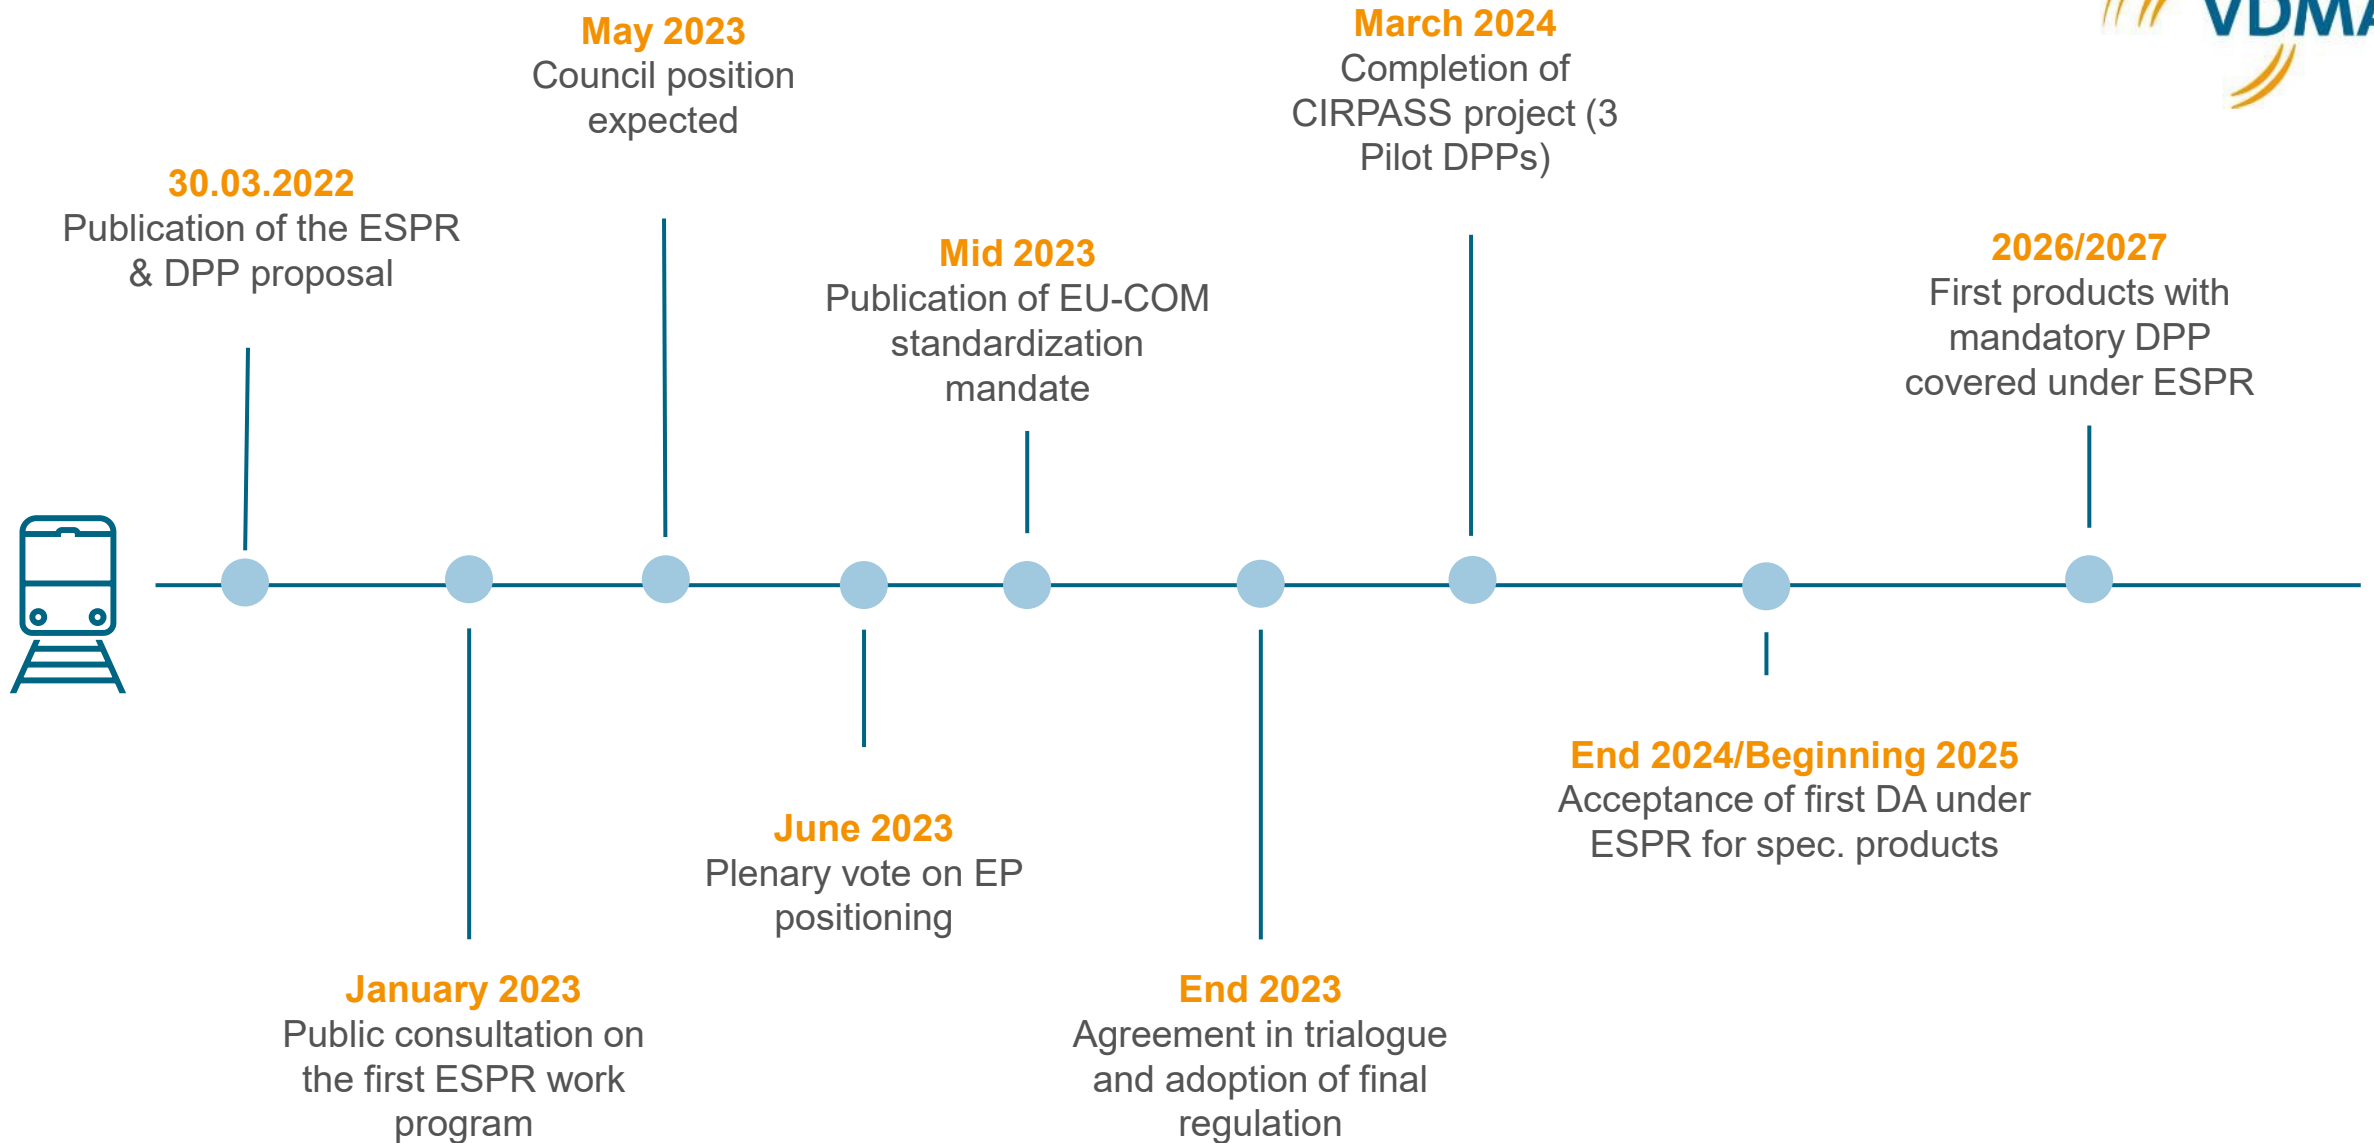 VDMA
30.03.2022
Publication of the ESPR
& DPP proposal
January 2023
Public consultation on
the first ESPR work
program
May 2023
Council position
expected
June 2023
Plenary vote on EP
positioning
Mid 2023
Publication of EU-COM
standardization
mandate
End 2023
Agreement in trialogue
and adoption of final
regulation
March 2024
Completion of
CIRPASS project (3
Pilot DPPs)
End 2024/Beginning 2025
Acceptance of first DA under
ESPR for spec. products
2026/2027
First products with
mandatory DPP
covered under ESPR